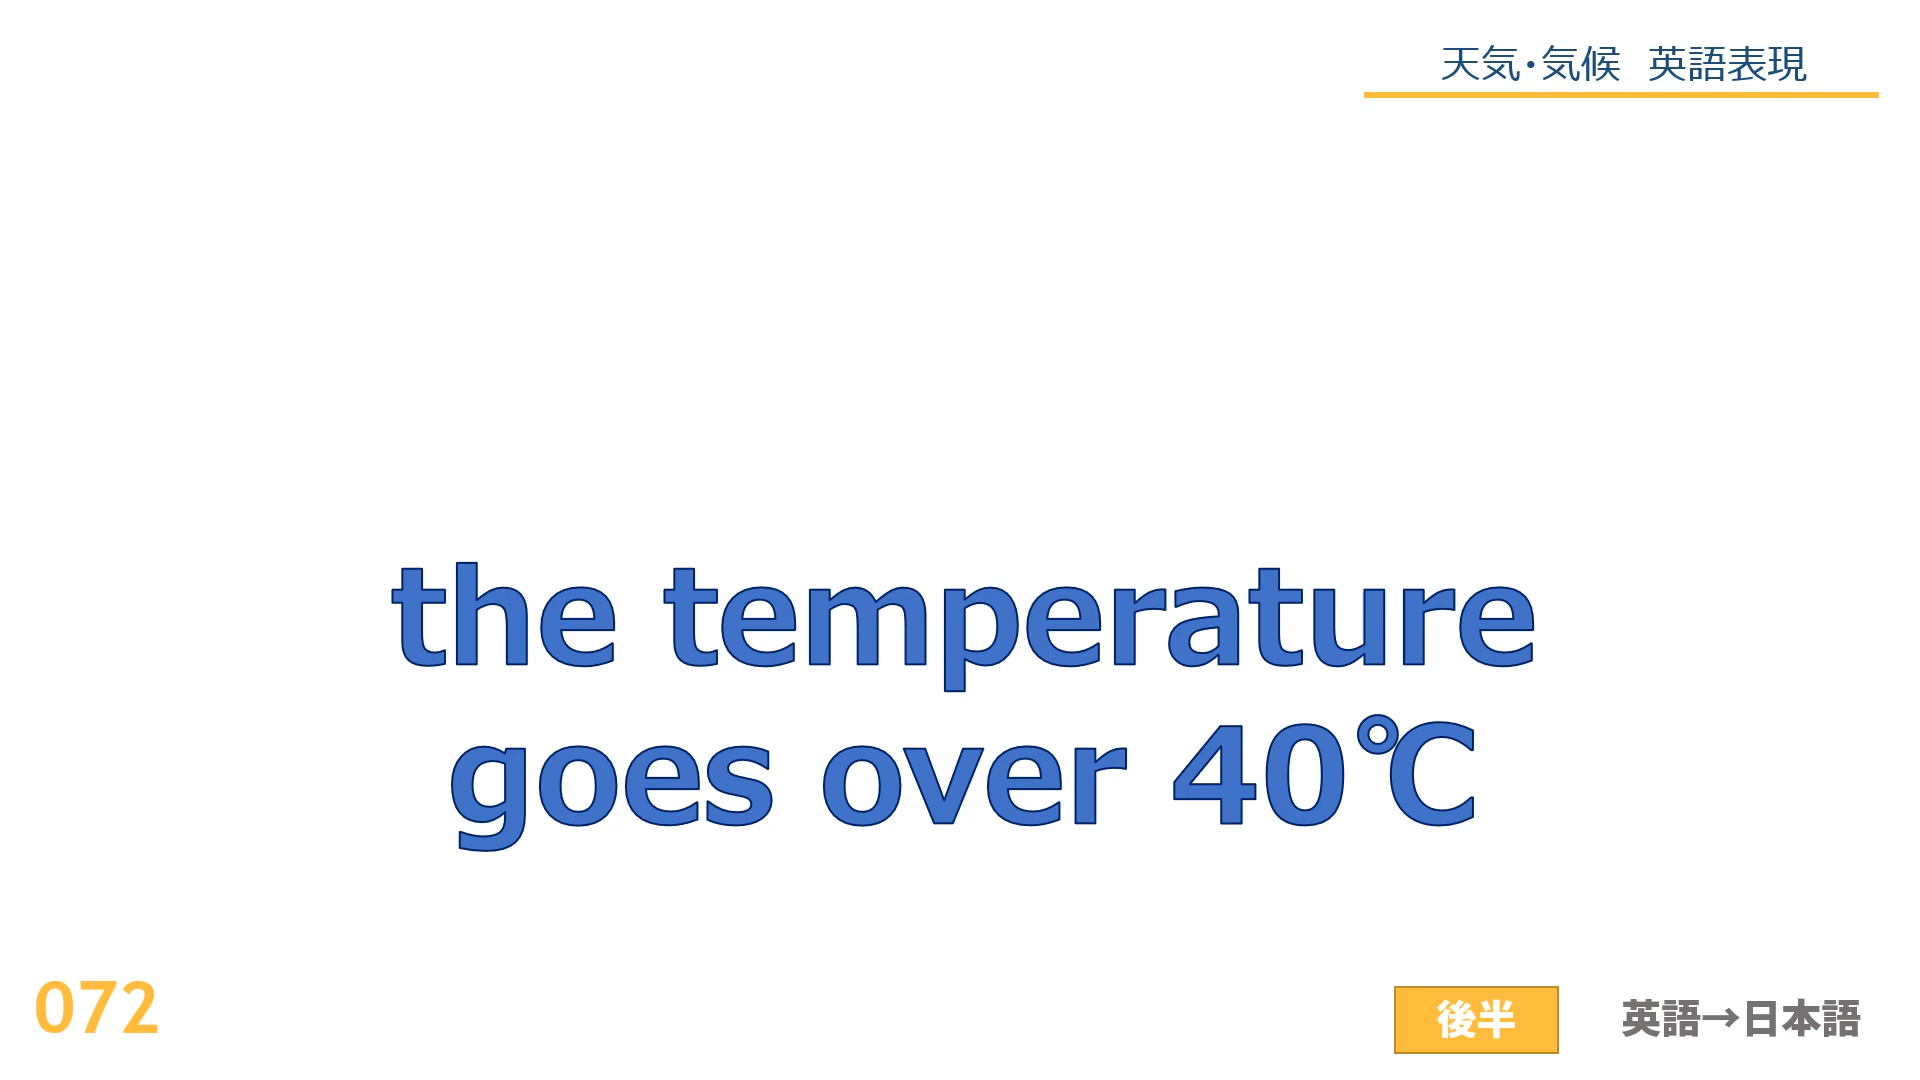 天気・気候 英語表現
the temperature
goes over 40℃
072
後半
英語→日本語